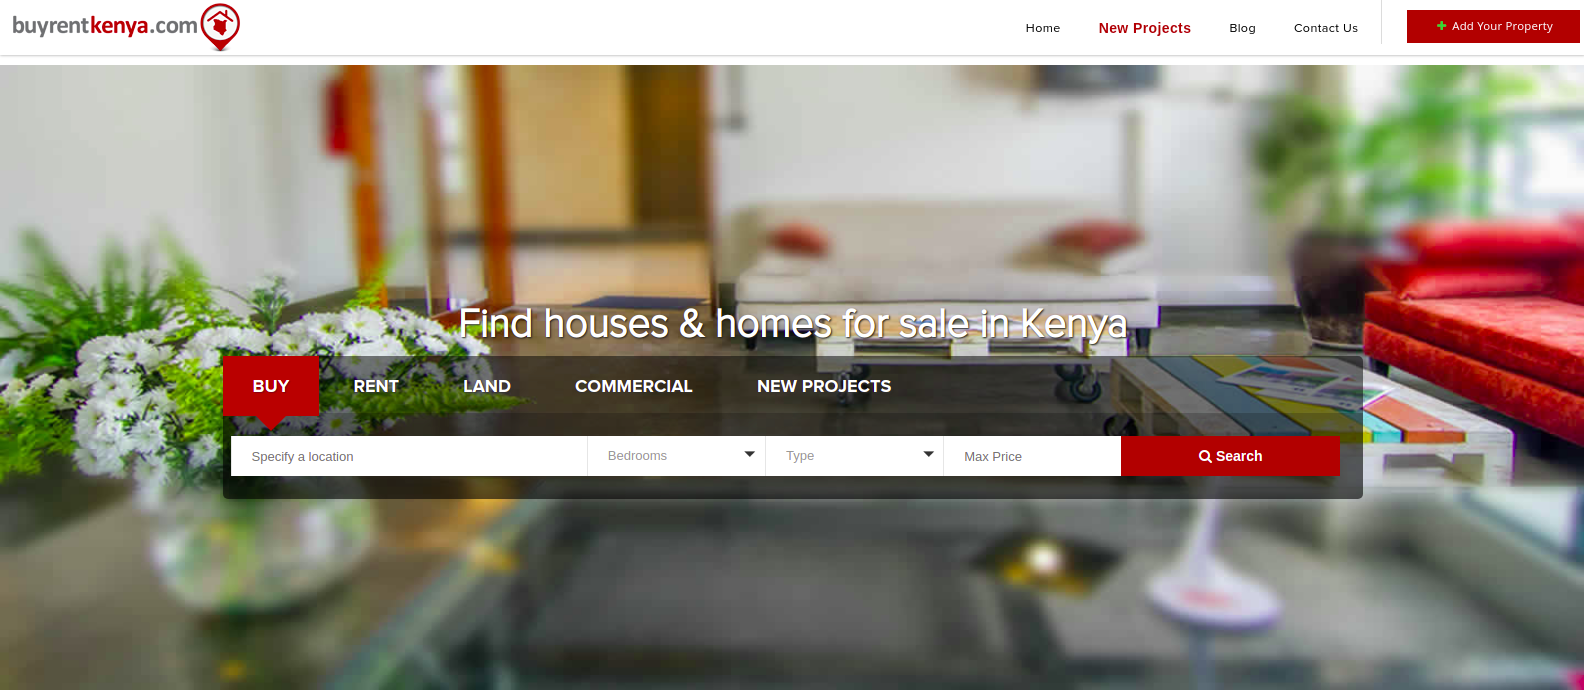 buyrentkenya.com
Home New Projects Blog Contact Us Add Your Property
Find houses & homes for sale in Kenya
BUY RENT LAND COMMERCIAL NEW PROJECTS
Specify a location Bedrooms Type Max Price Search